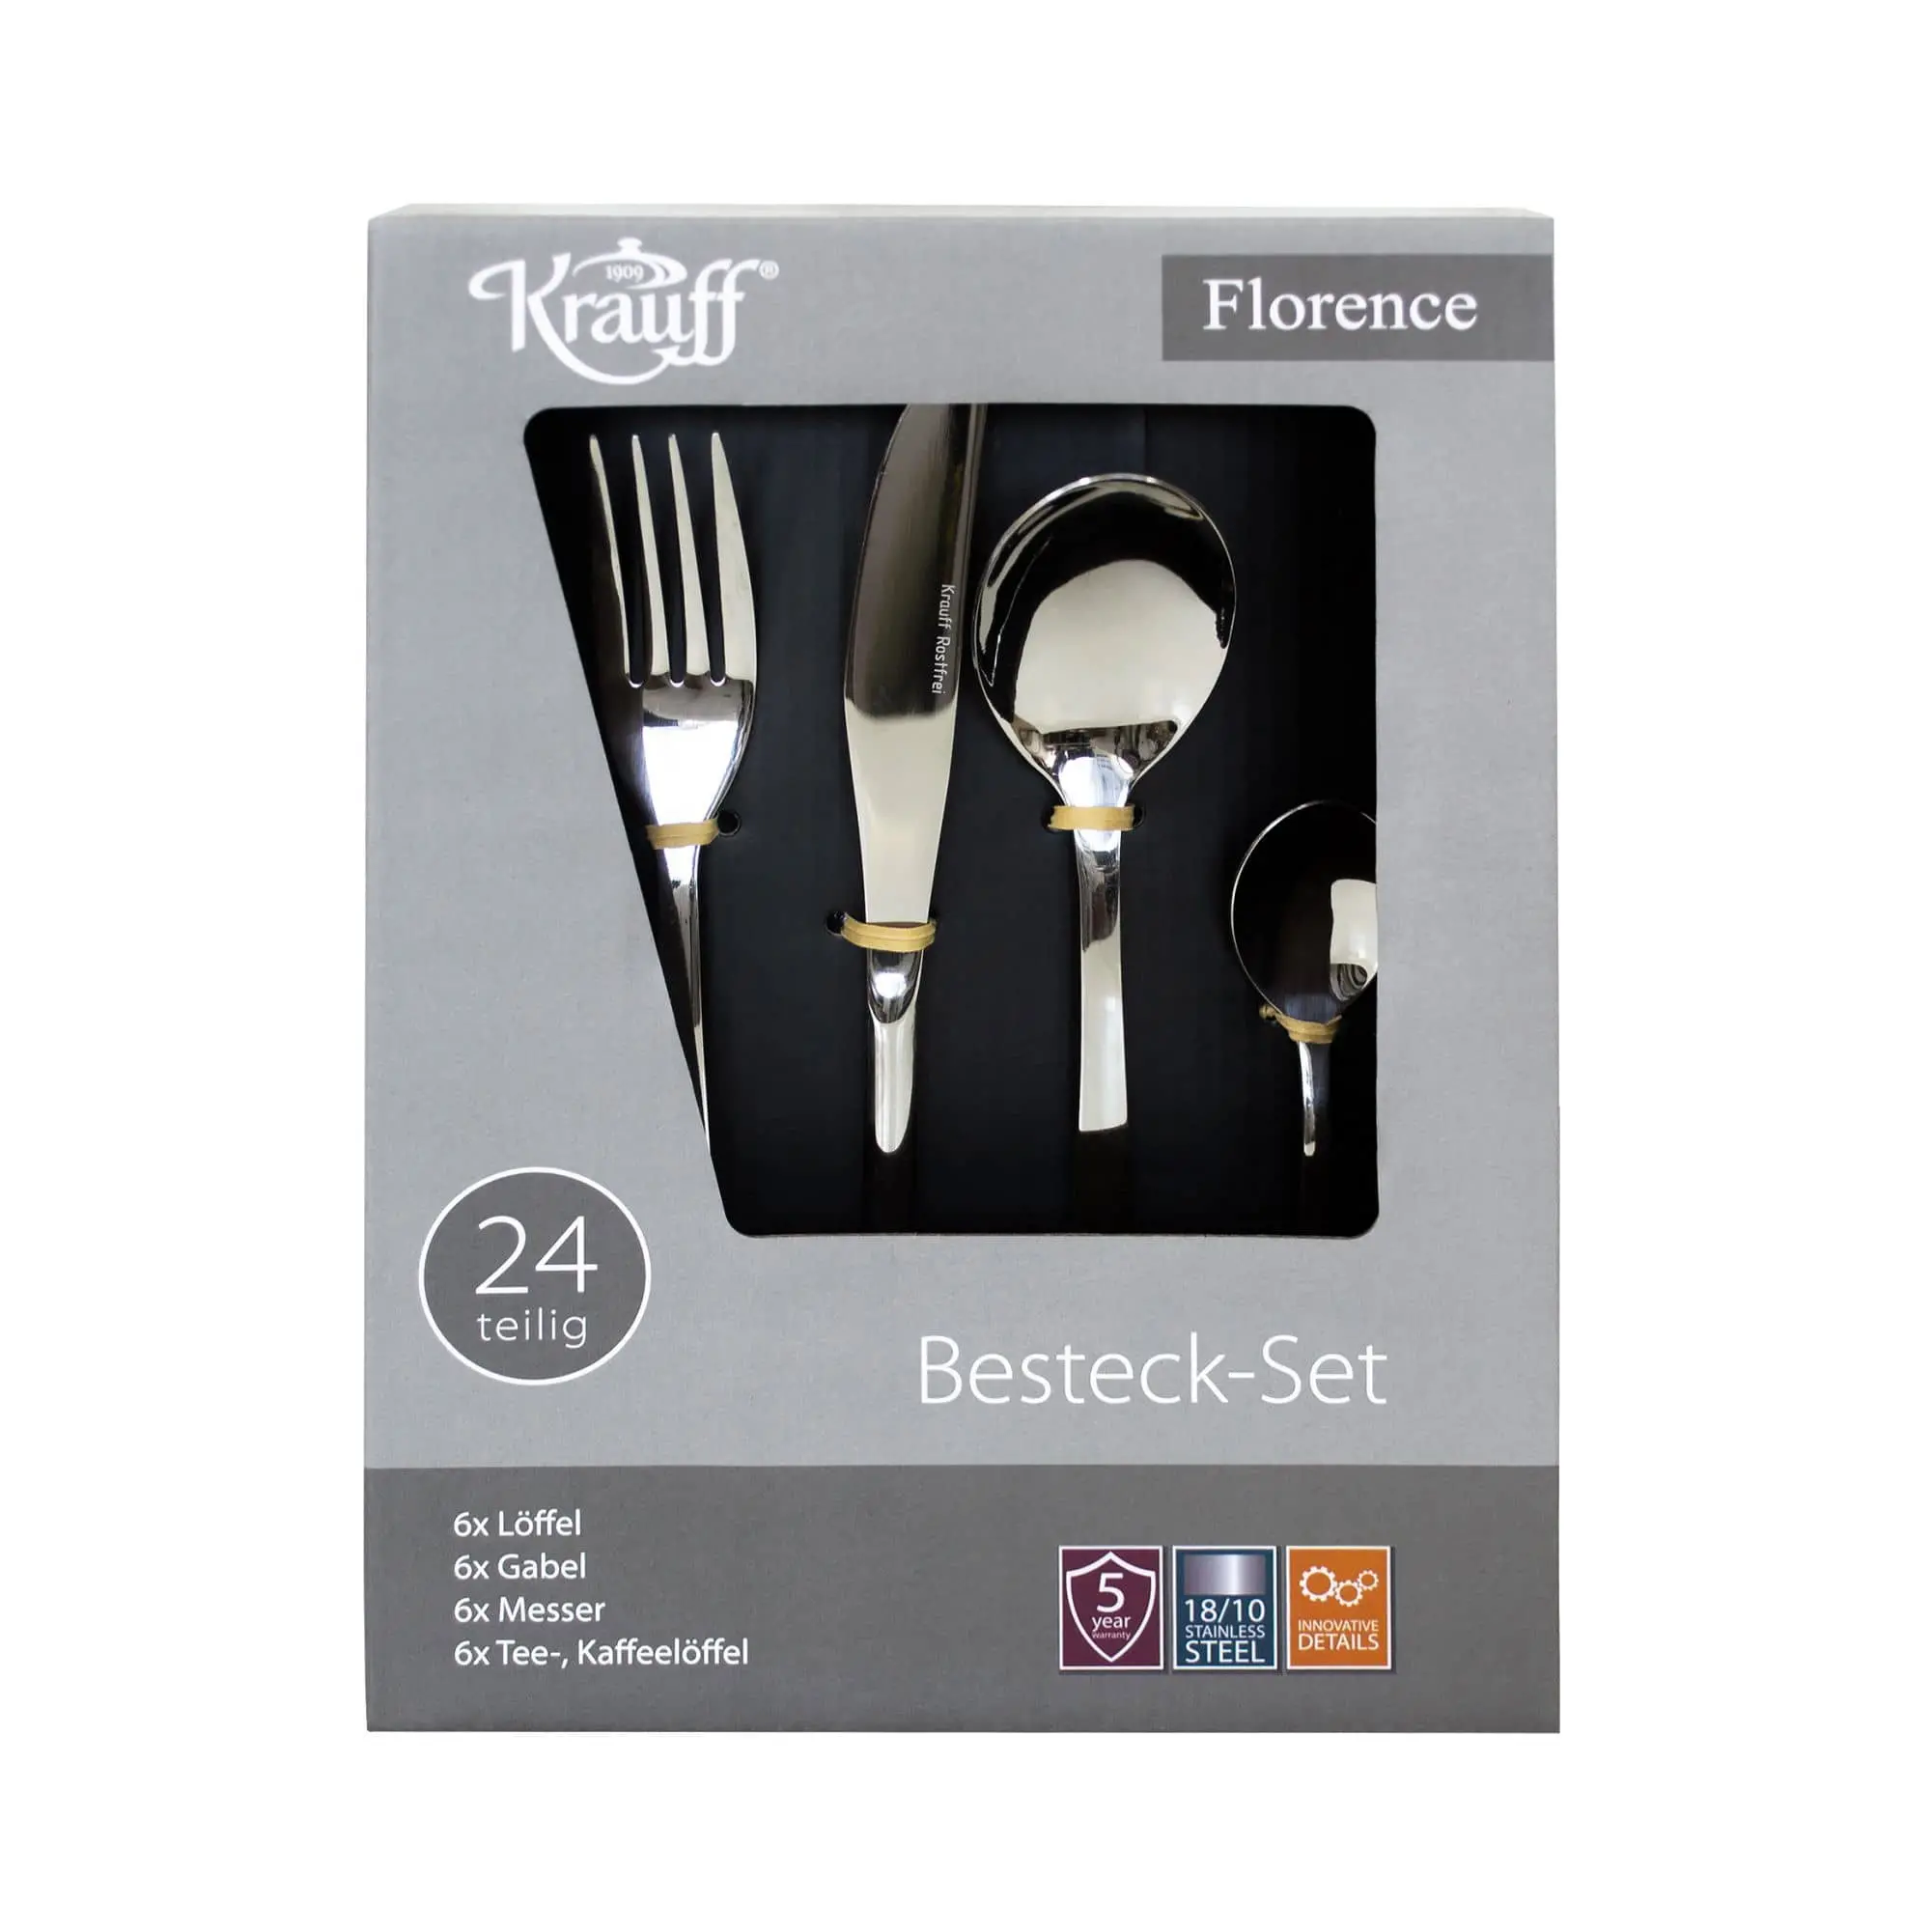 1909
Krauff®
Florence
Krauff Rostfrei
24
teilig
Besteck-Set
6x Löffel
6x Gabel
6x Messer
6x Tee-, Kaffeelöffel
5
year
warranty
18/10
STAINLESS
STEEL
INNOVATIVE
DETAILS